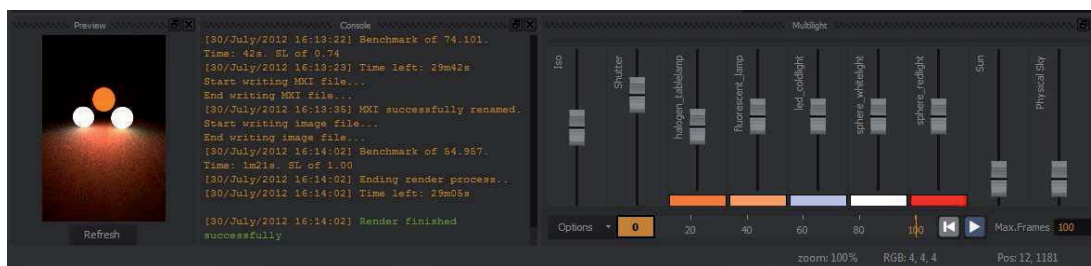 Preview
Console
Multilight
[30/July/2012 16:13:22] Benchmark of 74.101.
Time: 42s. SL of 0.74
[30/July/2012 16:13:23] Time left: 29m42s
Start writing MXI file...
End writing MXI file...
[30/July/2012 16:13:35] MXI successfully renamed.
Start writing image file...
End writing image file...
[30/July/2012 16:14:02] Benchmark of 54.957.
Time: 1m21s. SL of 1.00
[30/July/2012 16:14:02] Ending render process..
[30/July/2012 16:14:02] Time left: 29m05s
[30/July/2012 16:14:02] Render finished
successfully
Refresh
Iso
Shutter
halogen_tablelamp
fluorescent_lamp
led_coldlight
sphere_whitelight
sphere_redlight
Sun
Physical Sky
Options 0 20 40 60 80 100 Max.Frames 100
zoom: 100% RGB: 4, 4, 4 Pos: 12, 1181